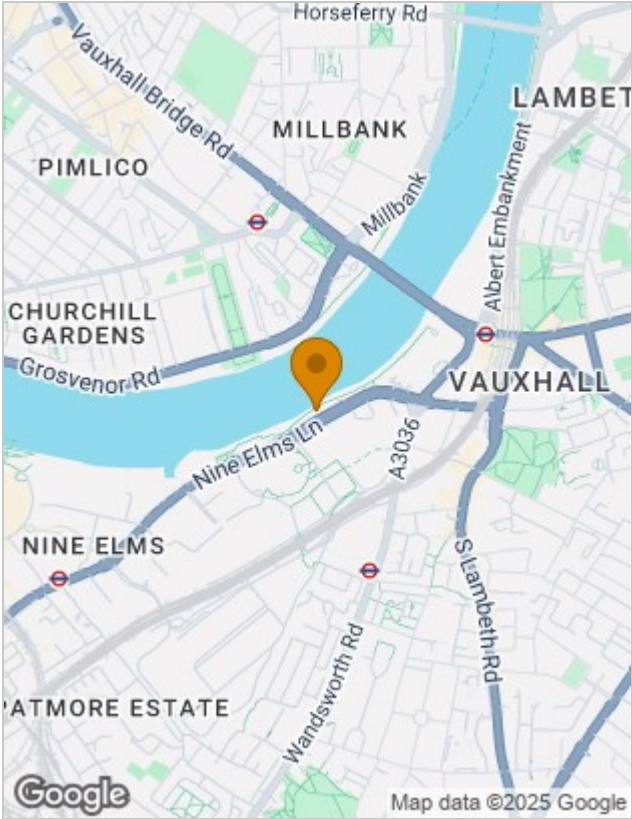 Horseferry Rd
Vauxhall Bridge Rd
LAMBET
MILLBANK
PIMLICO
Millbank
Albert Embankment
CHURCHILL
GARDENS
Grosvenor Rd
VAUXHALL
Nine Elms Ln
A3036
NINE ELMS
S Lambeth Rd
Wandsworth Rd
PATMORE ESTATE
Google
Map data ©2025 Google